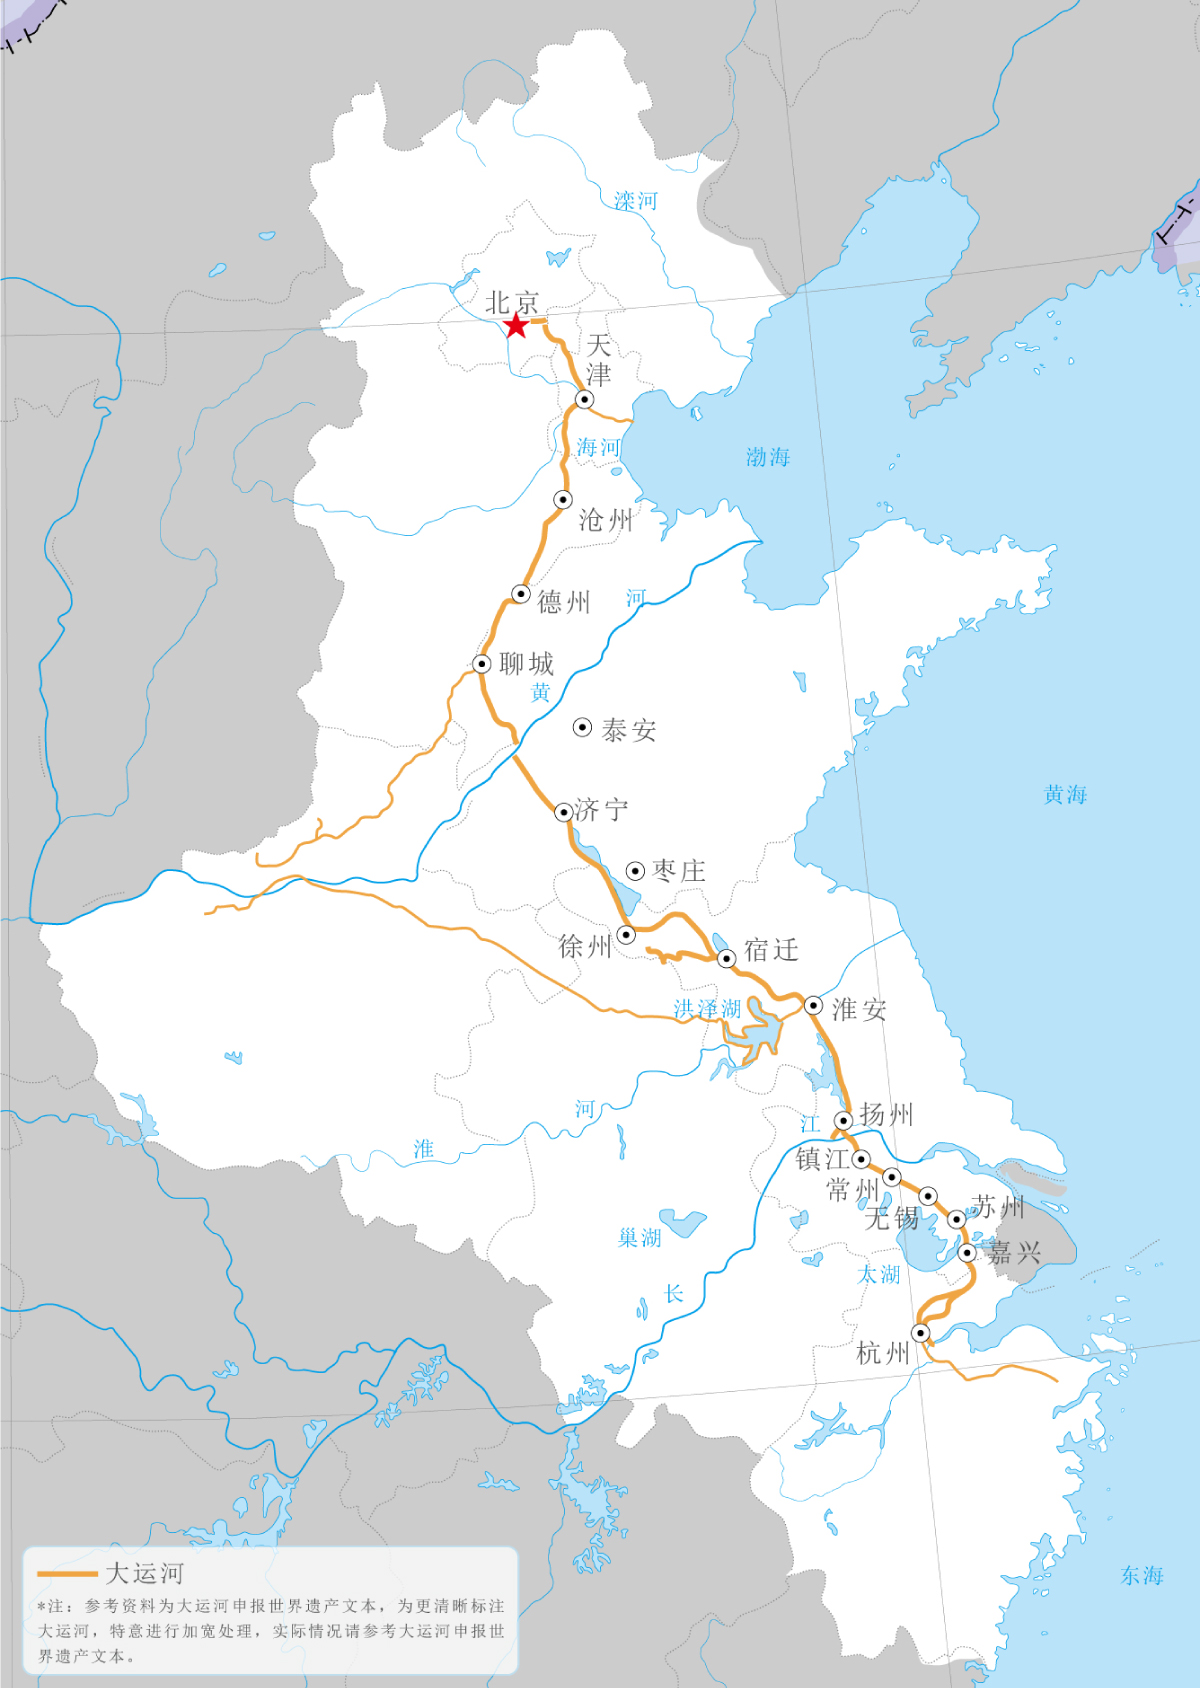 滦河
北京
天
津
海河
渤海
沧州
德州
河
聊城
黄
泰安
黄海
济宁
枣庄
徐州
宿迁
洪泽湖
淮安
河
扬州
江
淮
镇江
常州
苏州
无锡
巢湖
嘉兴
太湖
长
杭州
东海
大运河
*注：参考资料为大运河申报世界遗产文本，为更清晰标注
大运河，特意进行加宽处理，实际情况请参考大运河申报世
界遗产文本。